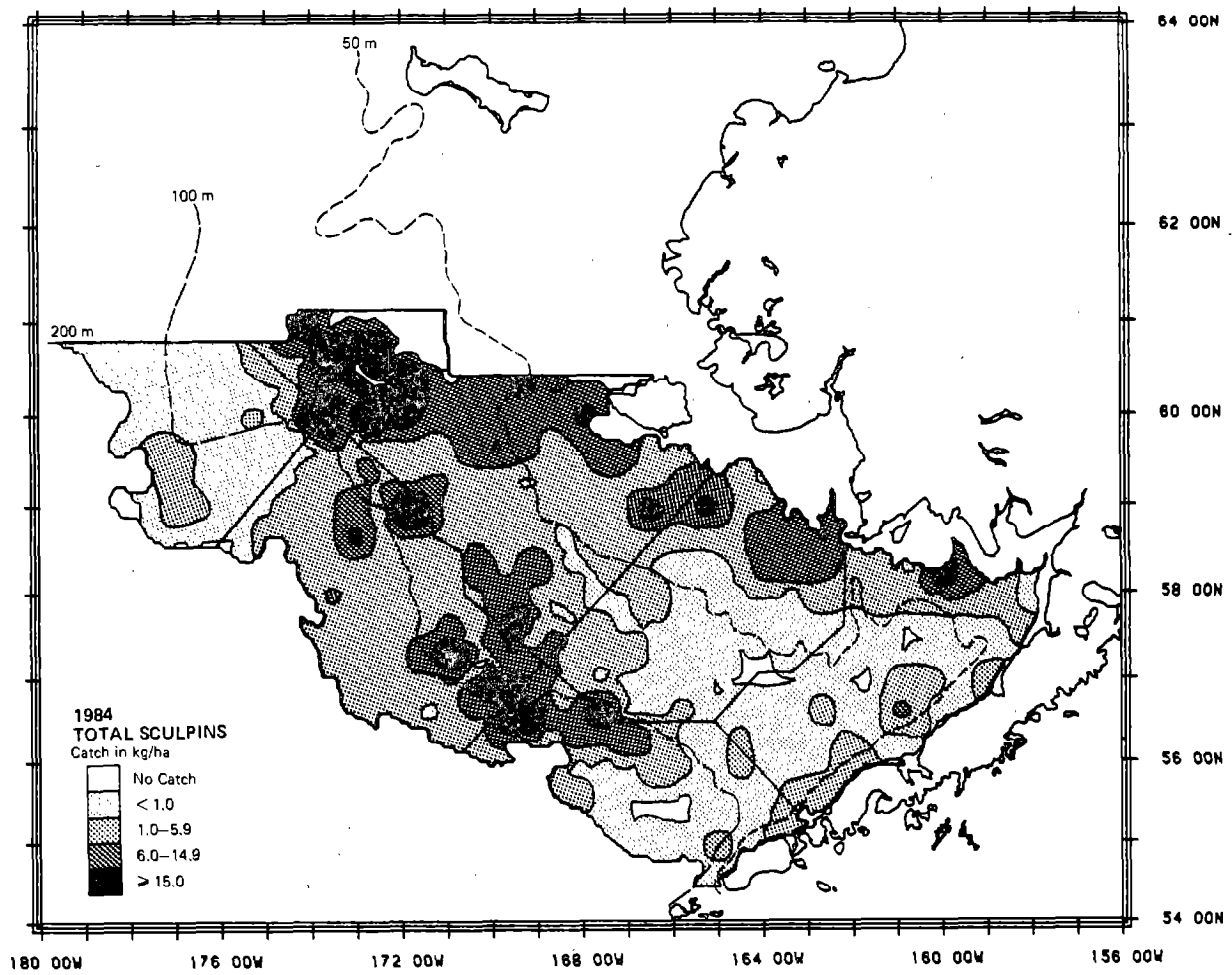 64 00N
50 m
100 m
62 00N
200 m
60 00N
58 00N
1984
TOTAL SCULPINS
Catch in kg/ha
No Catch
< 1.0
1.0–5.9
6.0–14.9
⩾ 15.0
56 00N
54 00N
180 00W 176 00W 172 00W 168 00W 164 00W 160 00W 156 00W